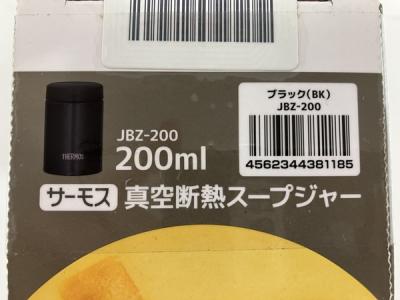 ブラック(BK)
JBZ-200
4562344381185
JBZ-200
200ml
THERMOS
サーモス 真空断熱スープジャー